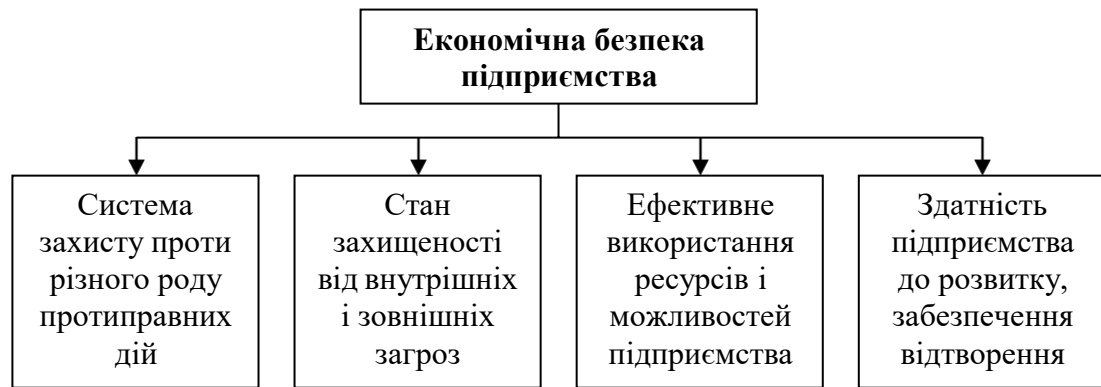 Економічна безпека
підприємства
Система
захисту проти
різного роду
протиправних
дій
Стан
захищеності
від внутрішніх
і зовнішніх
загроз
Ефективне
використання
ресурсів і
можливостей
підприємства
Здатність
підприємства
до розвитку,
забезпечення
відтворення